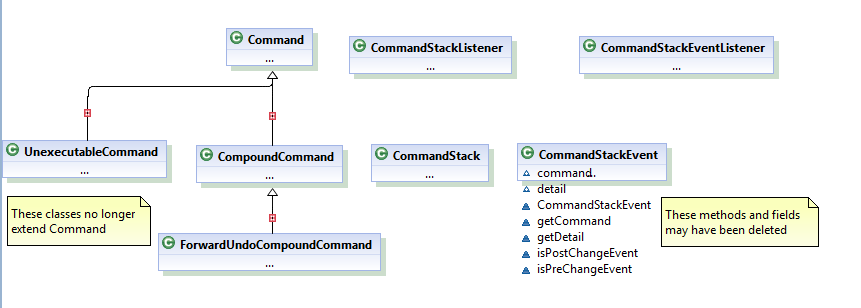 Command
...
CommandStackListener
...
CommandStackEventListener
...
UnexecutableCommand
...
CompoundCommand
...
CommandStack
...
CommandStackEvent
command..
detail
CommandStackEvent
getCommand
getDetail
isPostChangeEvent
isPreChangeEvent
These classes no longer
extend Command
These methods and fields
may have been deleted
ForwardUndoCompoundCommand
...